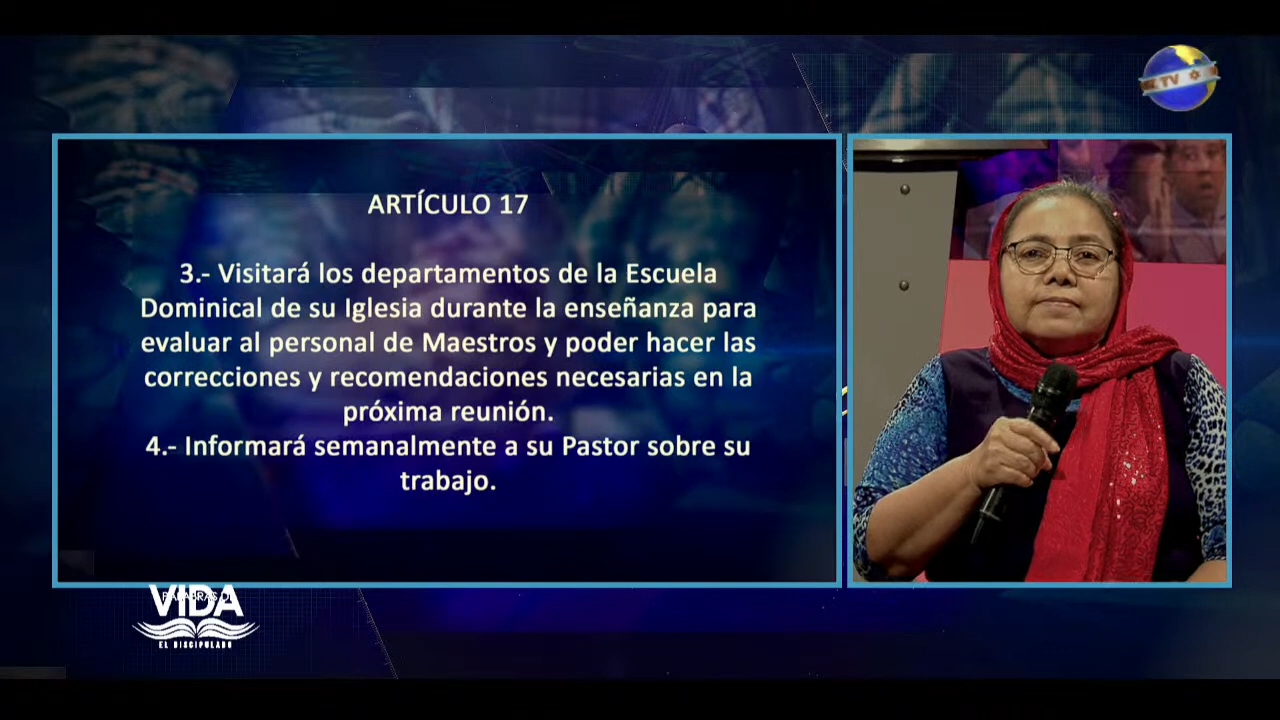 TV
ARTÍCULO 17
3.- Visitará los departamentos de la Escuela
Dominical de su Iglesia durante la enseñanza para
evaluar al personal de Maestros y poder hacer las
correcciones y recomendaciones necesarias en la
próxima reunión.
4.- Informará semanalmente a su Pastor sobre su
trabajo.
PALABRAS DE
VIDA
EL DISCIPULADO